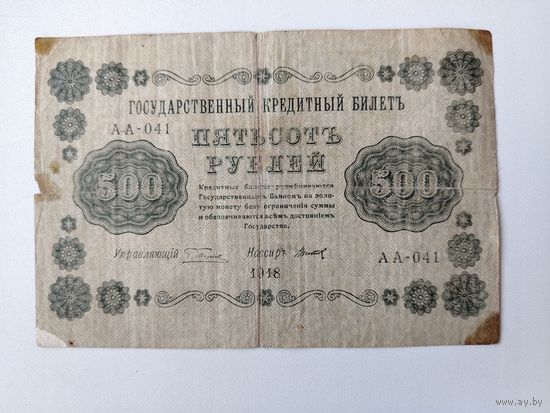 ГОСУДАРСТВЕННЫЙ КРЕДИТНЫЙ БИЛЕТЪ
АА-041
ПЯТЬСОТЪ
РУБЛЕЙ
500
500
Кредитные билеты размѣниваются
Государственнымъ Банкомъ на золо-
тую монету безъ ограниченія суммы
и обезпечиваются всѣмъ достояніемъ
Государства.
Управляющій
Кассиръ
АА-041
1918
www.ay.by